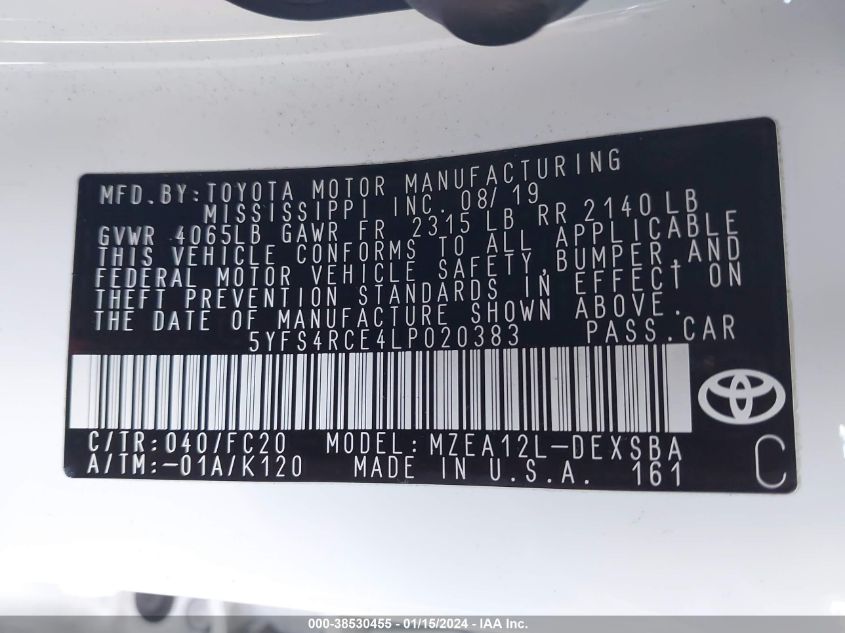 MFD.BY:TOYOTA MOTOR MANUFACTURING
MISSISSIPPI INC. 08/19
GVWR 4065LB GAWR FR 2315 LB RR 2140 LB
THIS VEHICLE CONFORMS TO ALL APPLICABLE
FEDERAL MOTOR VEHICLE SAFETY, BUMPER, AND
THEFT PREVENTION STANDARDS IN EFFECT ON
THE DATE OF MANUFACTURE SHOWN ABOVE.
5YFS4RCE4LP020383 PASS.CAR
C/TR:040/FC20 MODEL:MZEA12L-DEXSBA
A/TM:-01A/K120 MADE IN U.S.A. 161
C
000-38530455 - 01/15/2024 - IAA Inc.